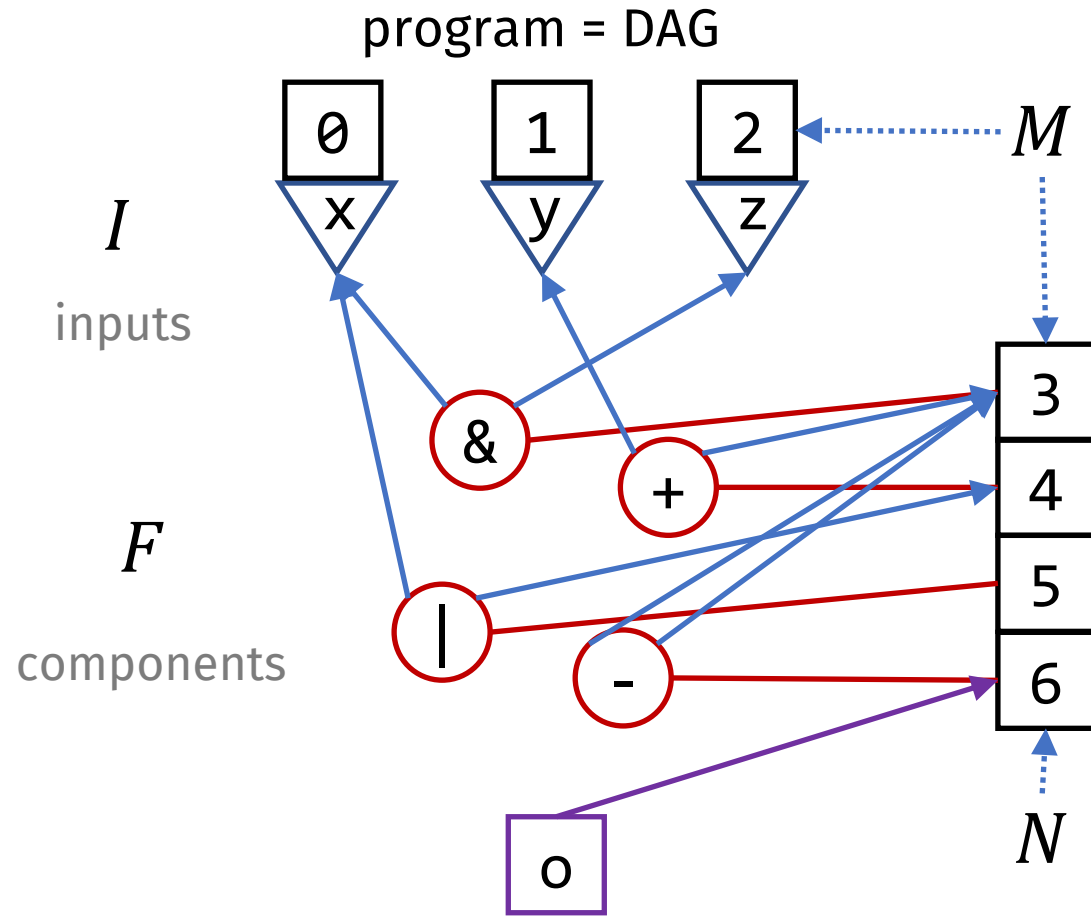 program = DAG
0 1 2 M
x y z
I
inputs
3
&
+ 4
F
5
|
components
- 6
N
o